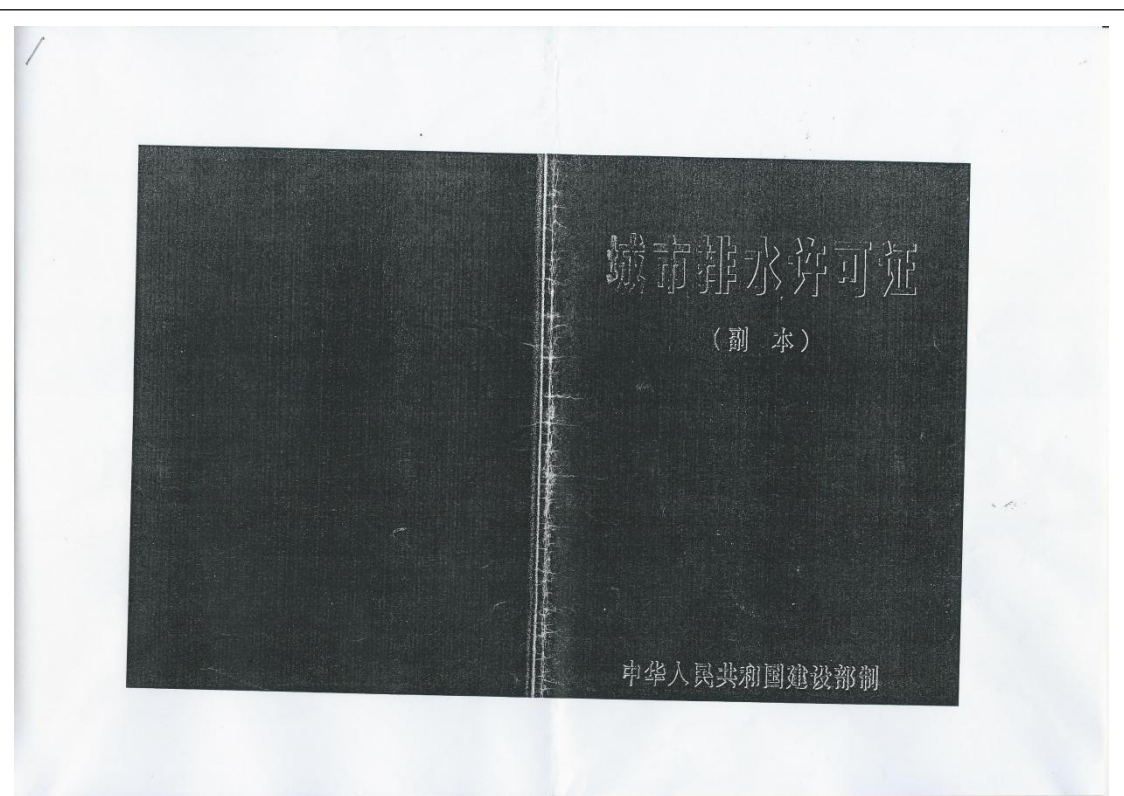 城市排水许可证
（副 本）
中华人民共和国建设部制